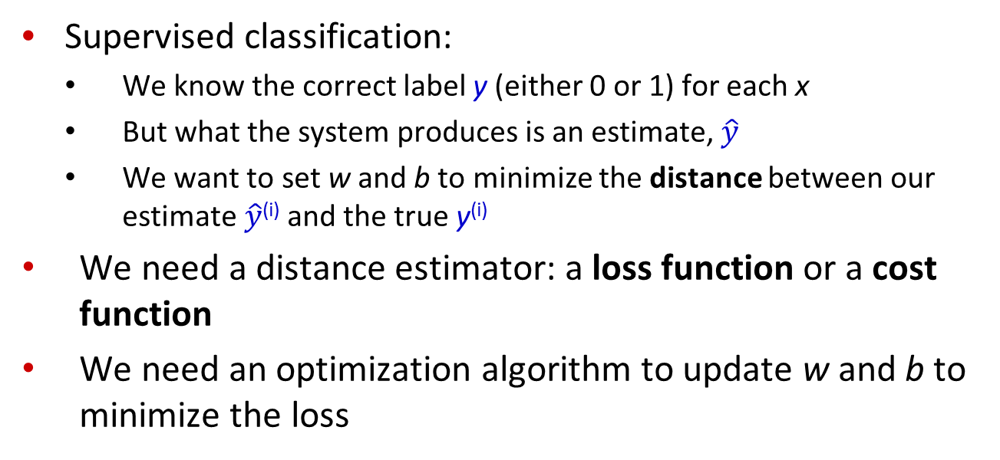 • Supervised classification:
• We know the correct label y (either 0 or 1) for each x
• But what the system produces is an estimate, ŷ
• We want to set w and b to minimize the distance between our
estimate ŷ⁽ⁱ⁾ and the true y⁽ⁱ⁾
• We need a distance estimator: a loss function or a cost
function
• We need an optimization algorithm to update w and b to
minimize the loss